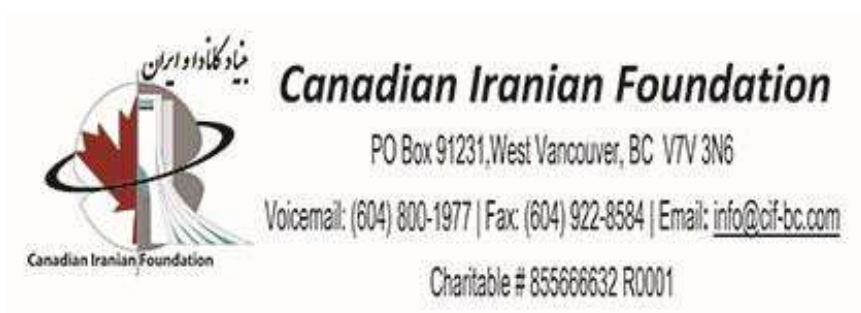 بنیاد کانادا و ایران
Canadian Iranian Foundation
Canadian Iranian Foundation
PO Box 91231,West Vancouver, BC V7V 3N6
Voicemail: (604) 800-1977 | Fax: (604) 922-8584 | Email: info@cif-bc.com
Charitable # 855666632 R0001